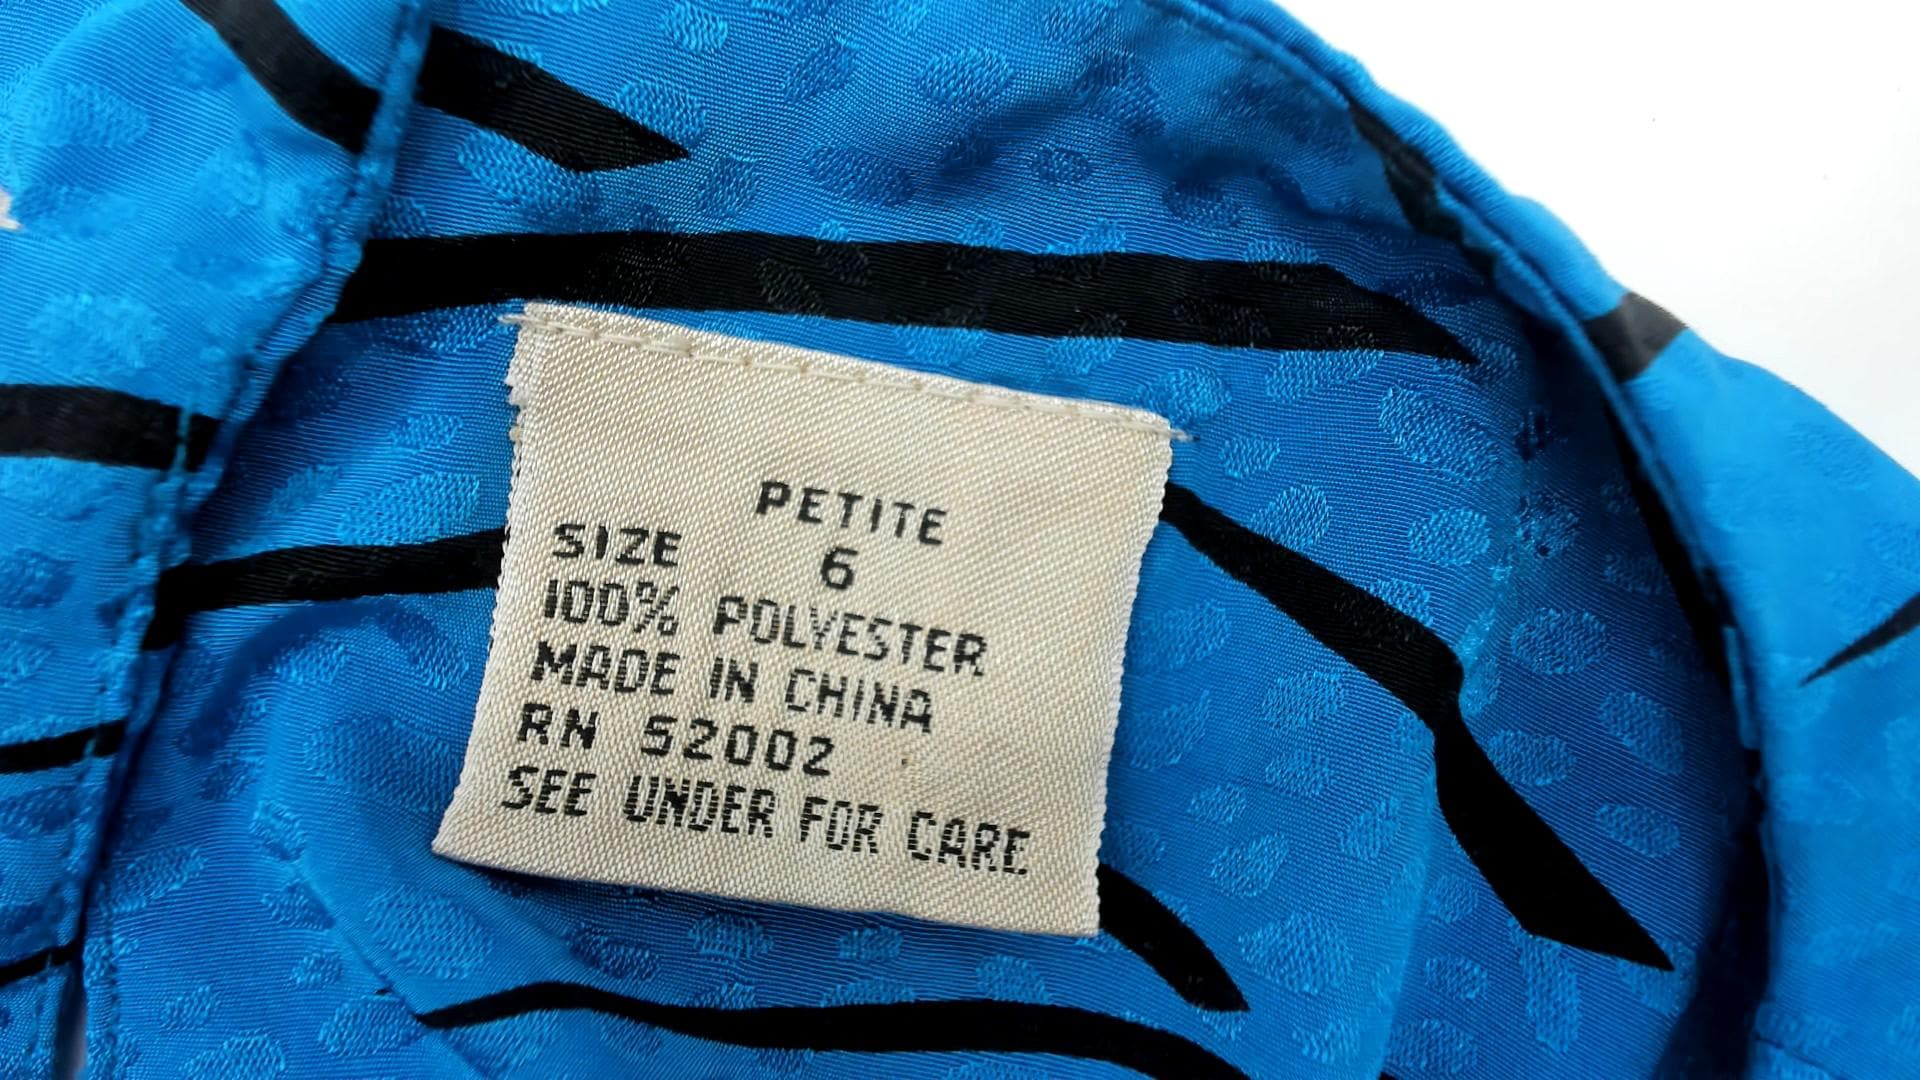 PETITE
SIZE 6
100% POLYESTER
MADE IN CHINA
RN 52002
SEE UNDER FOR CARE